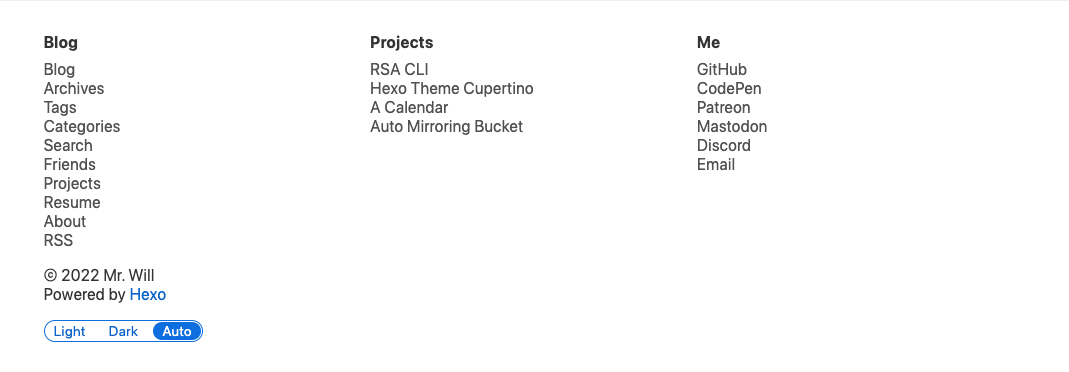 Blog
Blog
Archives
Tags
Categories
Search
Friends
Projects
Resume
About
RSS
Projects
RSA CLI
Hexo Theme Cupertino
A Calendar
Auto Mirroring Bucket
Me
GitHub
CodePen
Patreon
Mastodon
Discord
Email
© 2022 Mr. Will
Powered by Hexo
Light Dark Auto